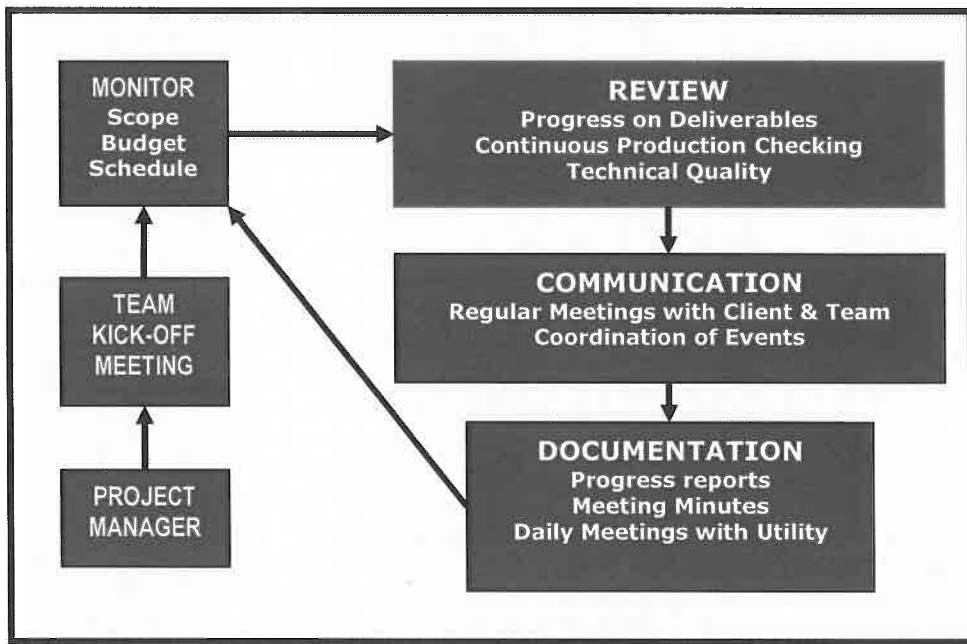 MONITOR
Scope
Budget
Schedule
REVIEW
Progress on Deliverables
Continuous Production Checking
Technical Quality
TEAM
KICK-OFF
MEETING
COMMUNICATION
Regular Meetings with Client & Team
Coordination of Events
PROJECT
MANAGER
DOCUMENTATION
Progress reports
Meeting Minutes
Daily Meetings with Utility